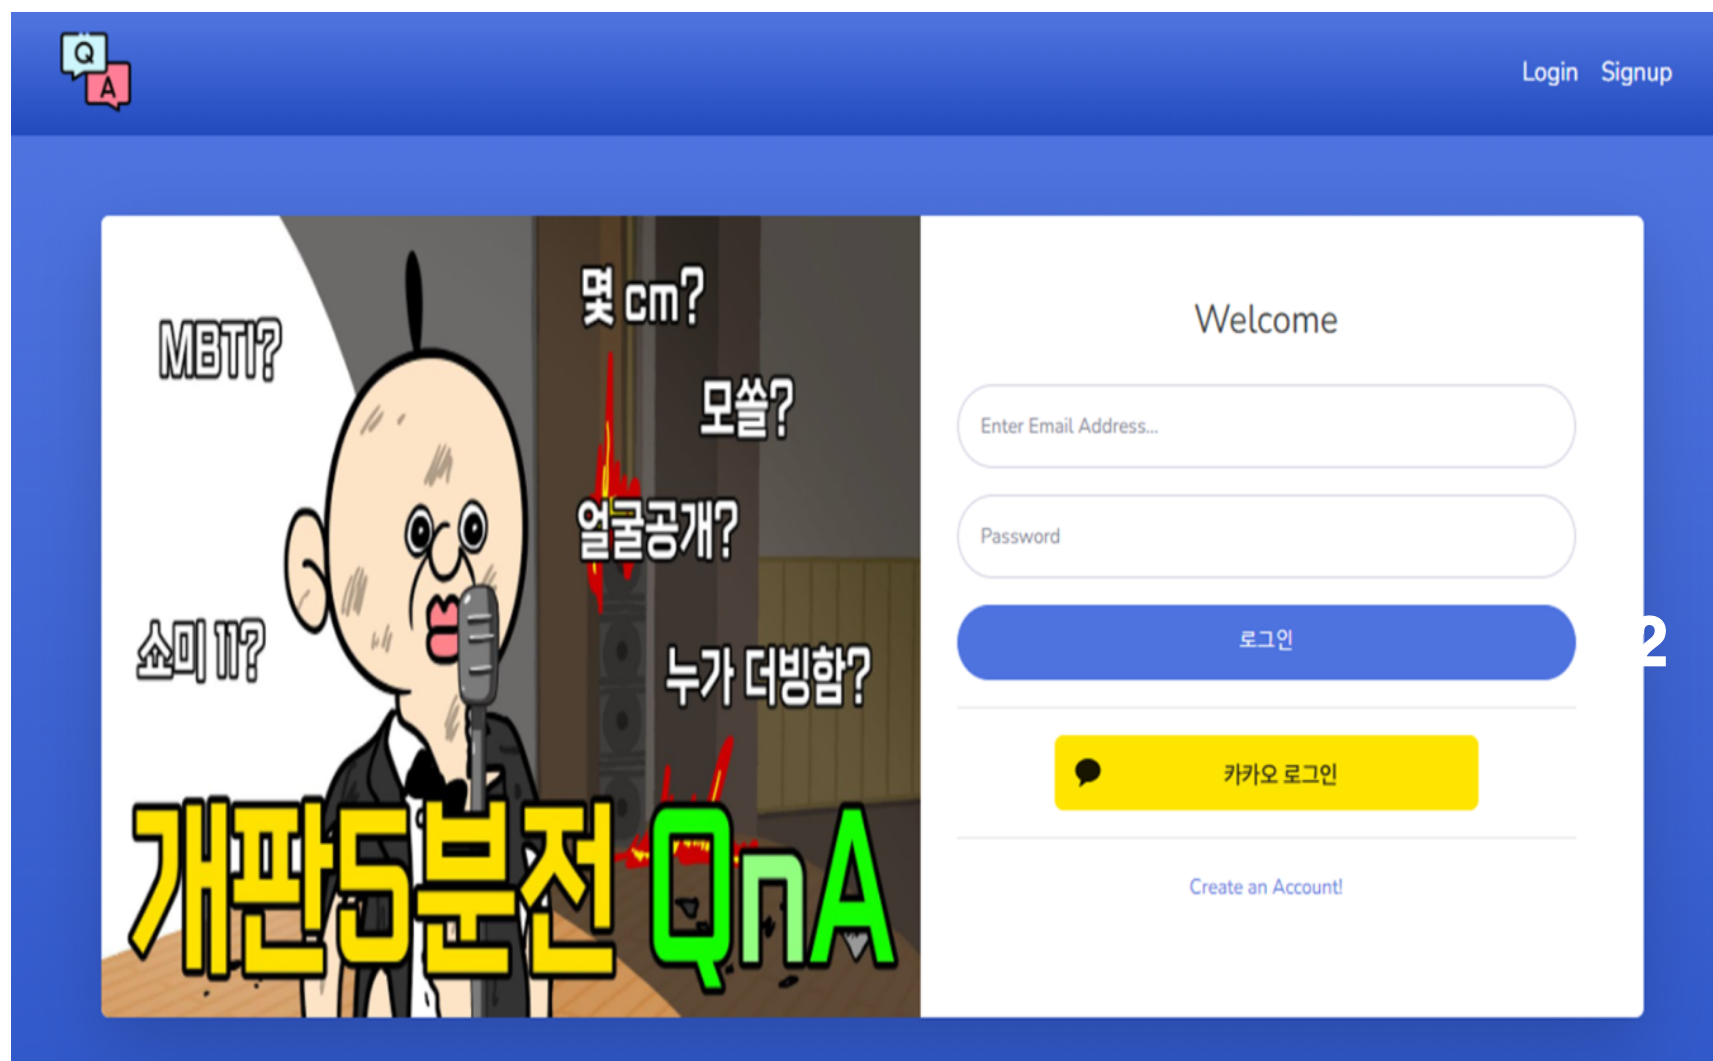 Q
A
Login Signup
MBTI?
몇 cm?
모쏠?
얼굴공개?
소미 11?
누가 더빙함?
개판5분전 QnA
Welcome
Enter Email Address...
Password
로그인
2
카카오 로그인
Create an Account!